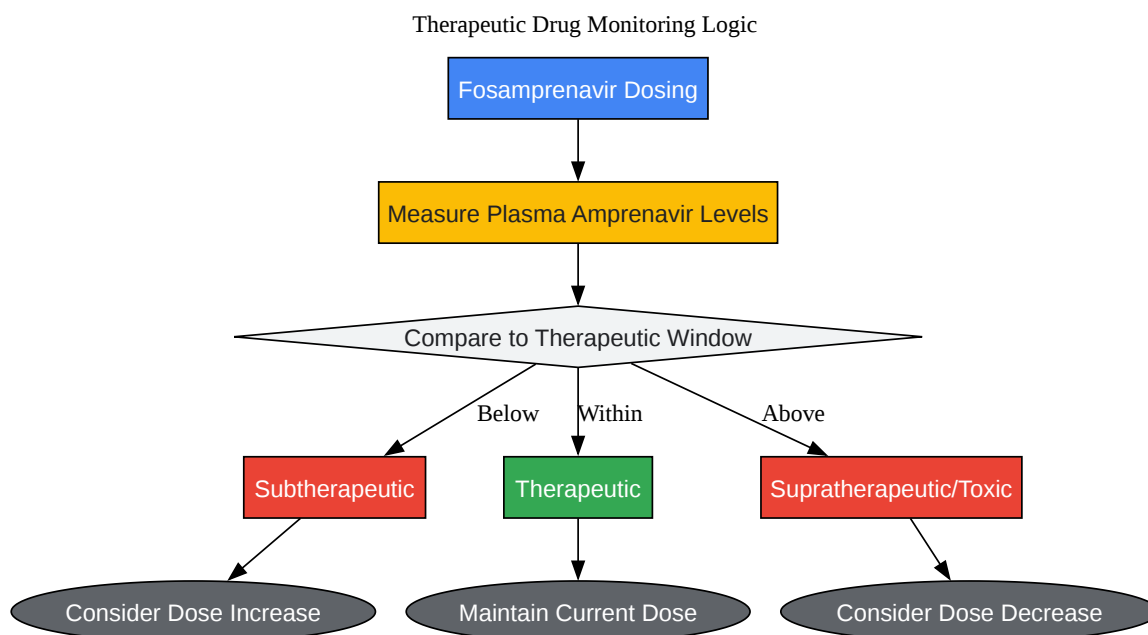 Therapeutic Drug Monitoring Logic
Fosamprenavir Dosing
Measure Plasma Amprenavir Levels
Compare to Therapeutic Window
Below
Within
Above
Subtherapeutic
Therapeutic
Supratherapeutic/Toxic
Consider Dose Increase
Maintain Current Dose
Consider Dose Decrease